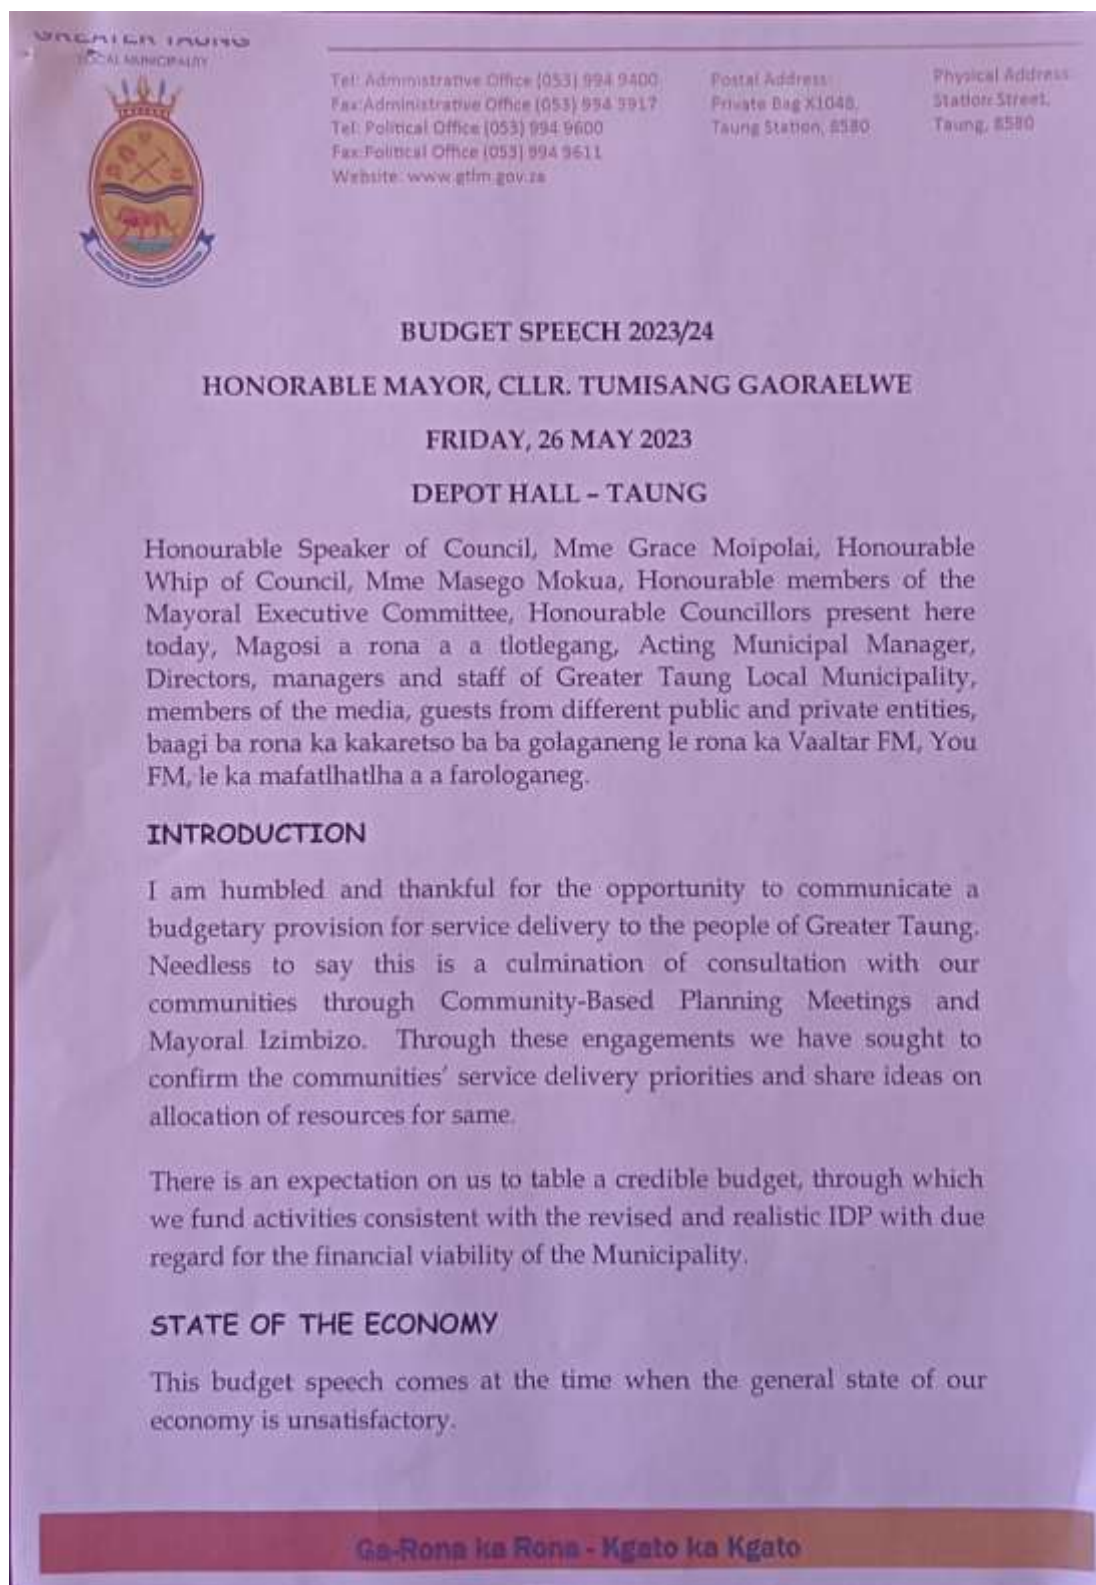 GREATER TAUNG
LOCAL MUNICIPALITY
Tel: Administrative Office (053) 994 9400
Fax:Administrative Office (053) 994 3917
Tel: Political Office (053) 994 9600
Fax:Political Office (053) 994 9611
Website: www.gtlm.gov.za
Postal Address:
Private Bag X1048,
Taung Station, 8580
Physical Address:
Station Street,
Taung, 8580
BUDGET SPEECH 2023/24
HONORABLE MAYOR, CLLR. TUMISANG GAORAELWE
FRIDAY, 26 MAY 2023
DEPOT HALL – TAUNG
Honourable Speaker of Council, Mme Grace Moipolai, Honourable
Whip of Council, Mme Masego Mokua, Honourable members of the
Mayoral Executive Committee, Honourable Councillors present here
today, Magosi a rona a a tlotlegang, Acting Municipal Manager,
Directors, managers and staff of Greater Taung Local Municipality,
members of the media, guests from different public and private entities,
baagi ba rona ka kakaretso ba ba golaganeng le rona ka Vaaltar FM, You
FM, le ka mafatlhatlha a a farologaneg.
INTRODUCTION
I am humbled and thankful for the opportunity to communicate a
budgetary provision for service delivery to the people of Greater Taung.
Needless to say this is a culmination of consultation with our
communities through Community-Based Planning Meetings and
Mayoral Izimbizo. Through these engagements we have sought to
confirm the communities' service delivery priorities and share ideas on
allocation of resources for same.
There is an expectation on us to table a credible budget, through which
we fund activities consistent with the revised and realistic IDP with due
regard for the financial viability of the Municipality.
STATE OF THE ECONOMY
This budget speech comes at the time when the general state of our
economy is unsatisfactory.
Ga-Rona ka Rona - Kgato ka Kgato